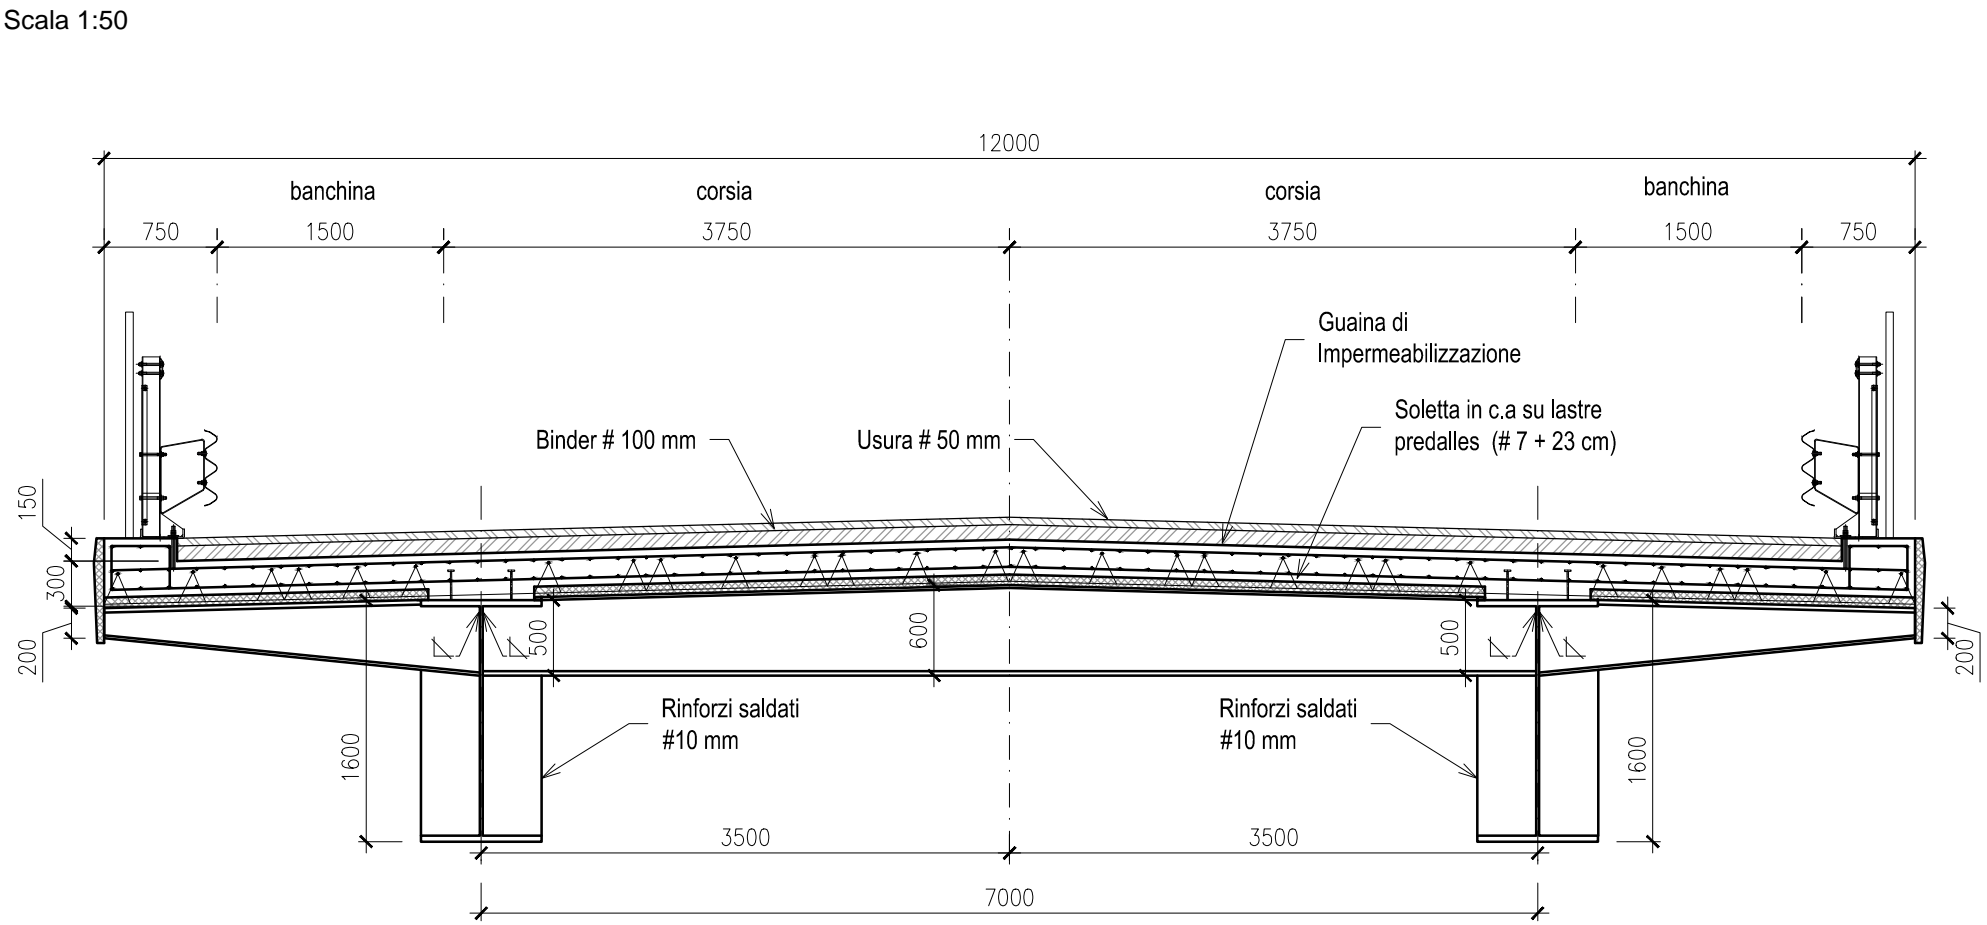 Scala 1:50
12000
banchina
corsia
corsia
banchina
750
1500
3750
3750
1500
750
Guaina di
Impermeabilizzazione
Soletta in c.a su lastre
predalles (# 7 + 23 cm)
Binder # 100 mm
Usura # 50 mm
150
300
200
500
600
500
200
Rinforzi saldati
#10 mm
Rinforzi saldati
#10 mm
1600
1600
3500
3500
7000